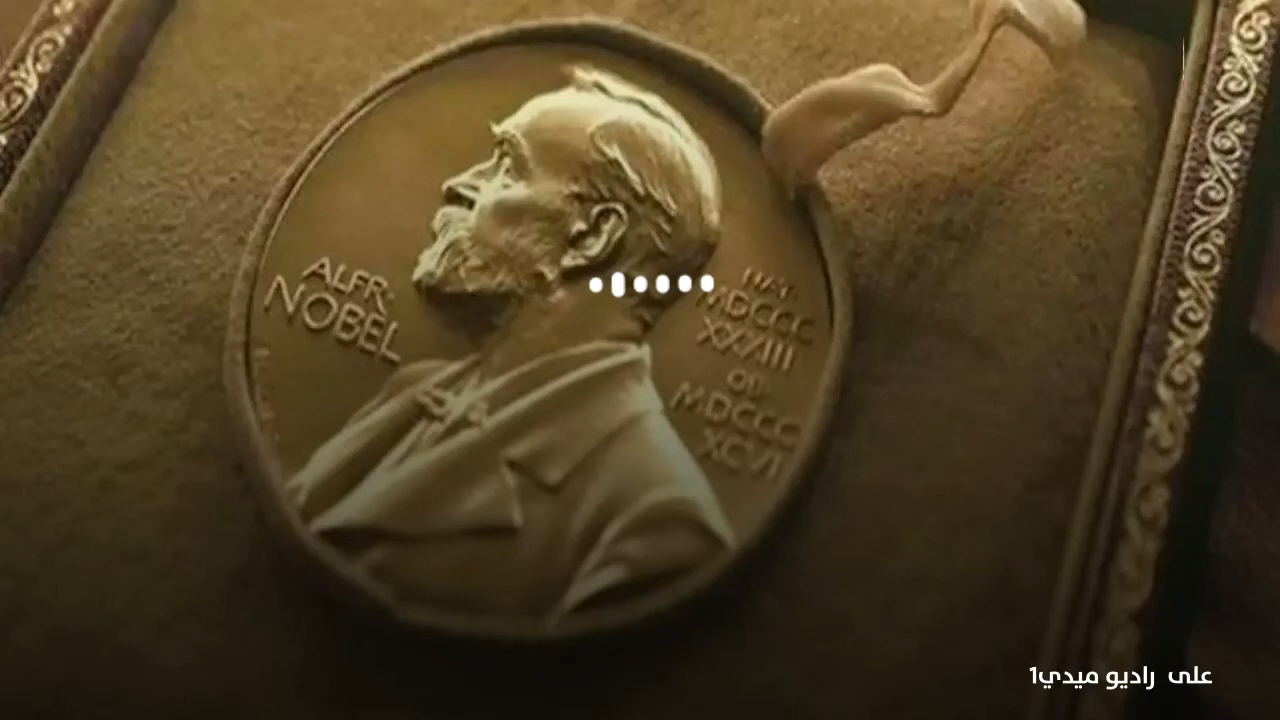 ALFR·
NOBEL
NAT.
MDCCC
XXXIII
OB.
MDCCC
XCVI
على راديو ميدي1